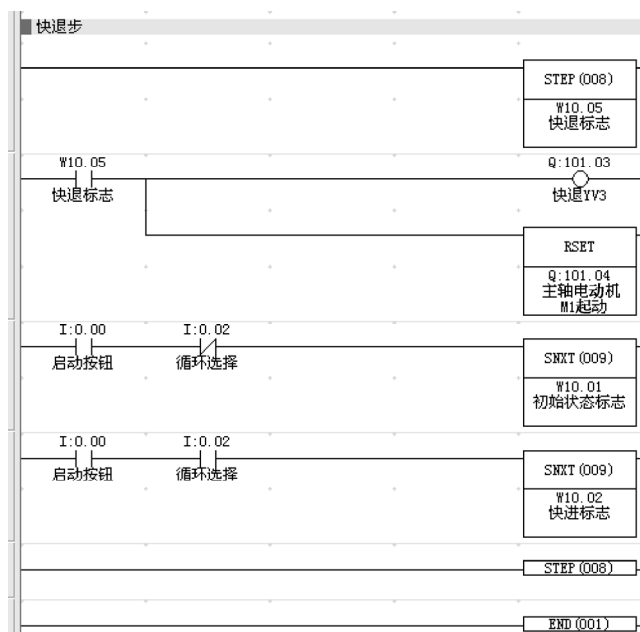 快退步
STEP(008)
W10.05
快退标志
W10.05
快退标志
Q:101.03
快退YV3
RSET
Q:101.04
主轴电动机
M1起动
I:0.00
启动按钮
I:0.02
循环选择
SNXT(009)
W10.01
初始状态标志
I:0.00
启动按钮
I:0.02
循环选择
SNXT(009)
W10.02
快进标志
STEP(008)
END(001)